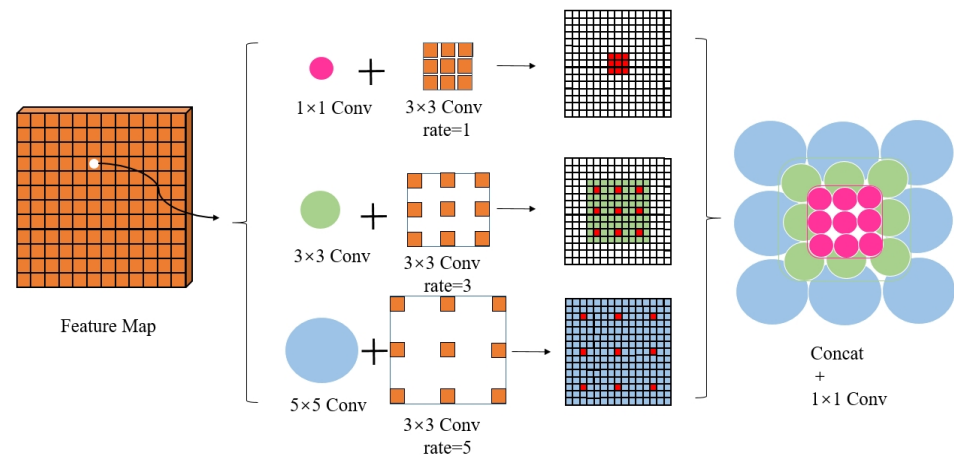 Feature Map
1×1 Conv
3×3 Conv
rate=1
3×3 Conv
3×3 Conv
rate=3
5×5 Conv
3×3 Conv
rate=5
Concat
+
1×1 Conv